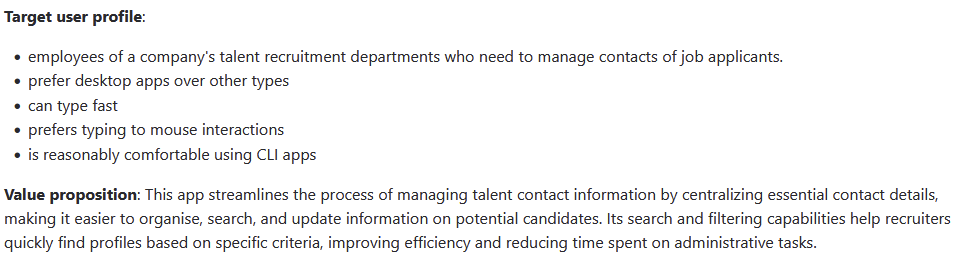 Target user profile:
employees of a company's talent recruitment departments who need to manage contacts of job applicants.
prefer desktop apps over other types
can type fast
prefers typing to mouse interactions
is reasonably comfortable using CLI apps
Value proposition: This app streamlines the process of managing talent contact information by centralizing essential contact details,
making it easier to organise, search, and update information on potential candidates. Its search and filtering capabilities help recruiters
quickly find profiles based on specific criteria, improving efficiency and reducing time spent on administrative tasks.